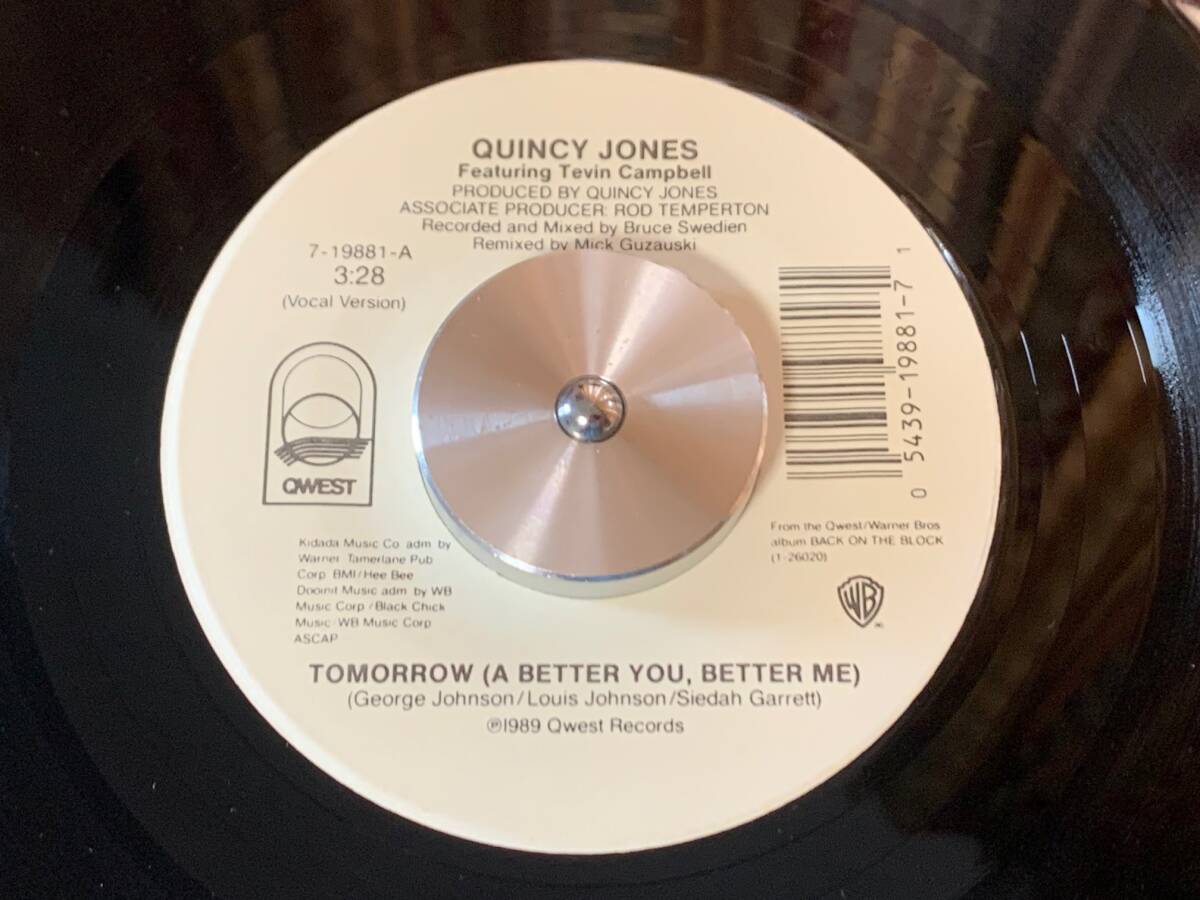 QUINCY JONES
Featuring Tevin Campbell
PRODUCED BY QUINCY JONES
ASSOCIATE PRODUCER: ROD TEMPERTON
Recorded and Mixed by Bruce Swedien
Remixed by Mick Guzauski
7-19881-A
3:28
(Vocal Version)
QWEST
0 5439-19881-7 1
Kidada Music Co adm by
Warner Tamerlane Pub
Corp BMI/Hee Bee
Dooinit Music adm by WB
Music Corp/Black Chick
Music-WB Music Corp
ASCAP
From the Qwest/Warner Bros
album BACK ON THE BLOCK
(1-26020)
WB
TOMORROW (A BETTER YOU, BETTER ME)
(George Johnson/Louis Johnson/Siedah Garrett)
℗1989 Qwest Records